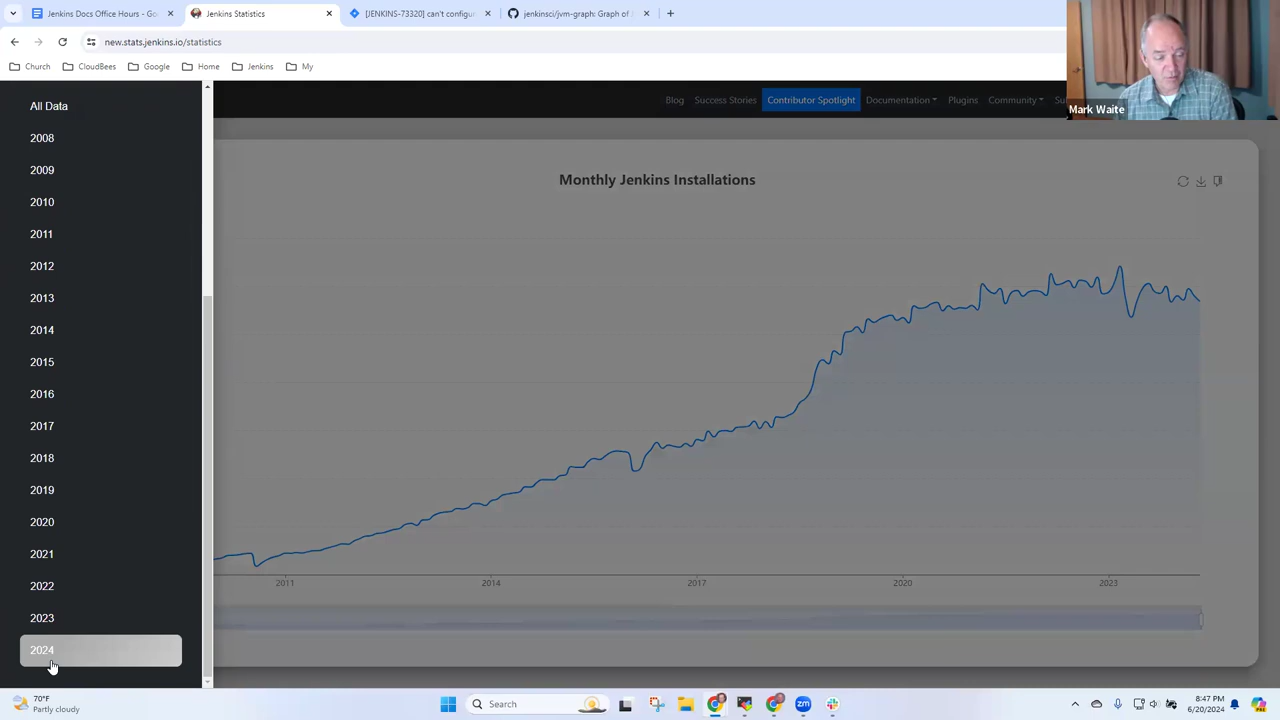 Jenkins Docs Office Hours - G
Jenkins Statistics
[JENKINS-73320] can't configur
jenkinsci/jvm-graph: Graph of
new.stats.jenkins.io/statistics
Church
CloudBees
Google
Home
Jenkins
My
Mark Waite
Blog
Success Stories
Contributor Spotlight
Documentation
Plugins
Community
All Data
2008
2009
2010
2011
2012
2013
2014
2015
2016
2017
2018
2019
2020
2021
2022
2023
2024
Monthly Jenkins Installations
2011
2014
2017
2020
2023
70°F
Partly cloudy
Search
zm
8:47 PM
6/20/2024